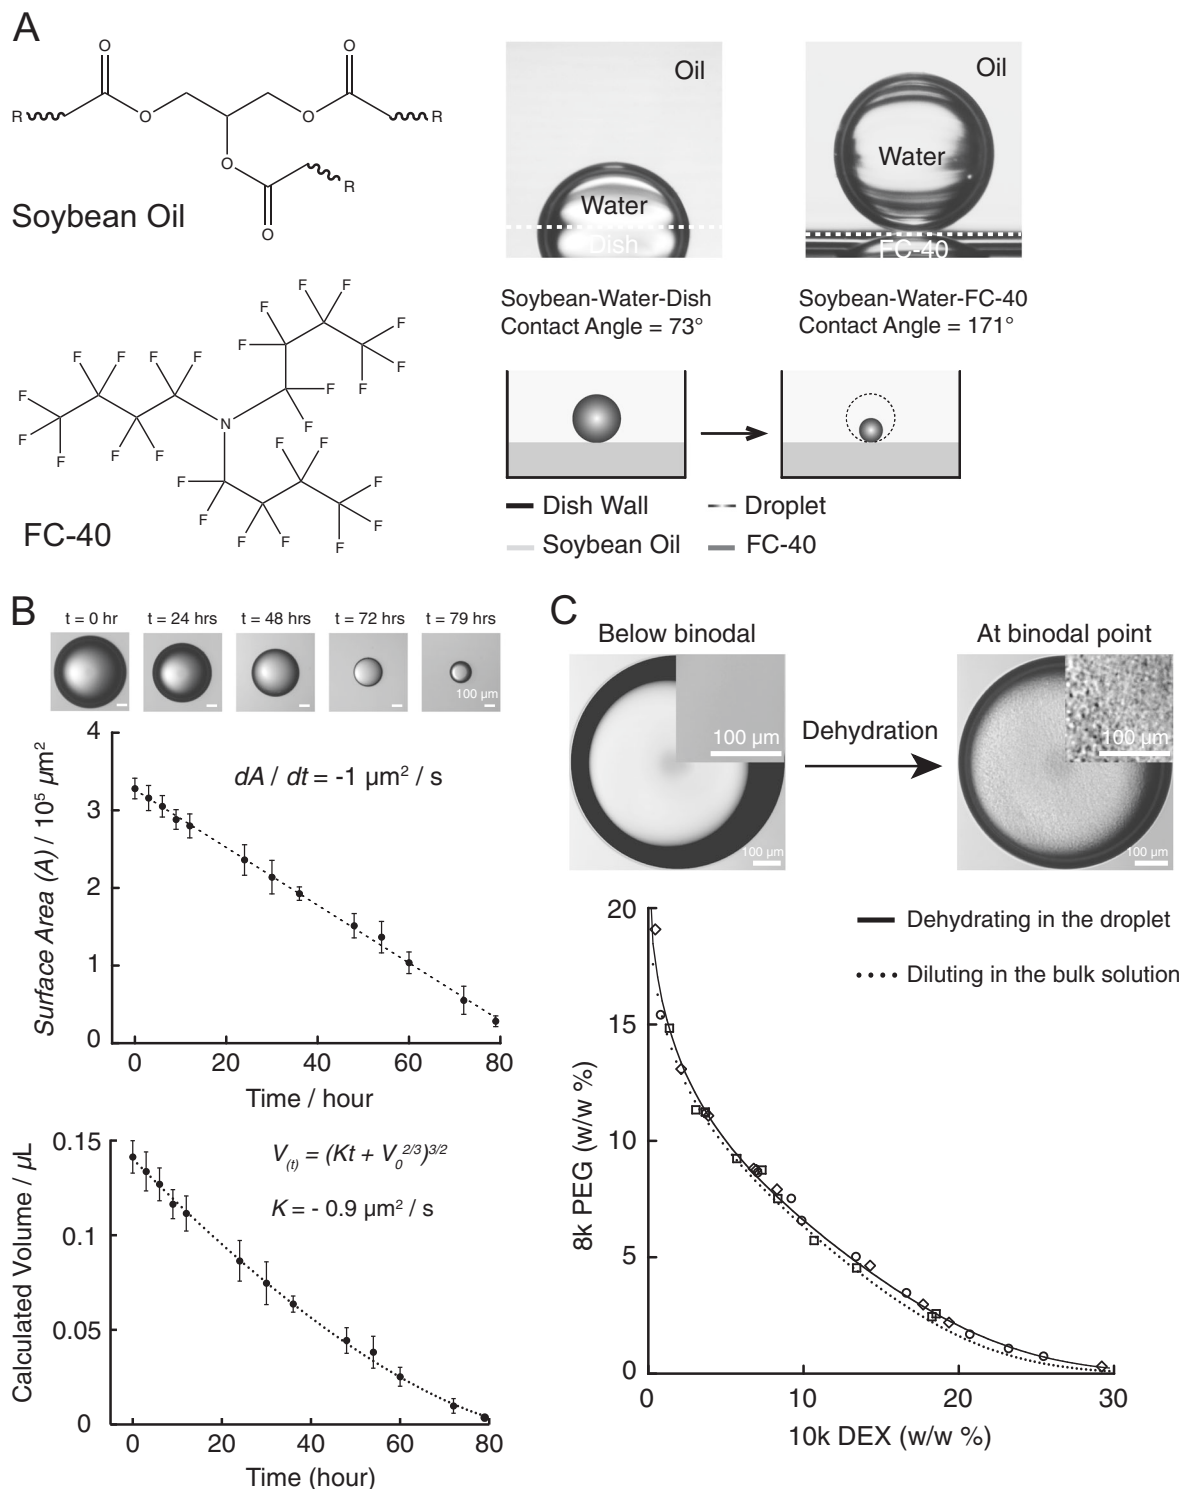 A
O
O
R
O
O
R
O
R
O
Soybean Oil
F F
F F
F F
F F F F F F
F F
F N F
F F F F F
F F F
F F F
F F F
FC-40
Oil
Water
Dish
Oil
Water
FC-40
Soybean-Water-Dish
Contact Angle = 73°
Soybean-Water-FC-40
Contact Angle = 171°
Dish Wall
Droplet
Soybean Oil
FC-40
B
t = 0 hr
t = 24 hrs
t = 48 hrs
t = 72 hrs
t = 79 hrs
100 µm
Surface Area (A) / 10⁵ µm²
4
3
2
1
0
dA / dt = -1 µm² / s
0 20 40 60 80
Time / hour
Calculated Volume / µL
0.15
0.1
0.05
0
V(t) = (Kt + V₀^2/3)^3/2
K = - 0.9 µm² / s
0 20 40 60 80
Time (hour)
C
Below binodal
100 µm
100 µm
Dehydration
At binodal point
100 µm
100 µm
Dehydrating in the droplet
Diluting in the bulk solution
8k PEG (w/w %)
20
15
10
5
0
0 10 20 30
10k DEX (w/w %)